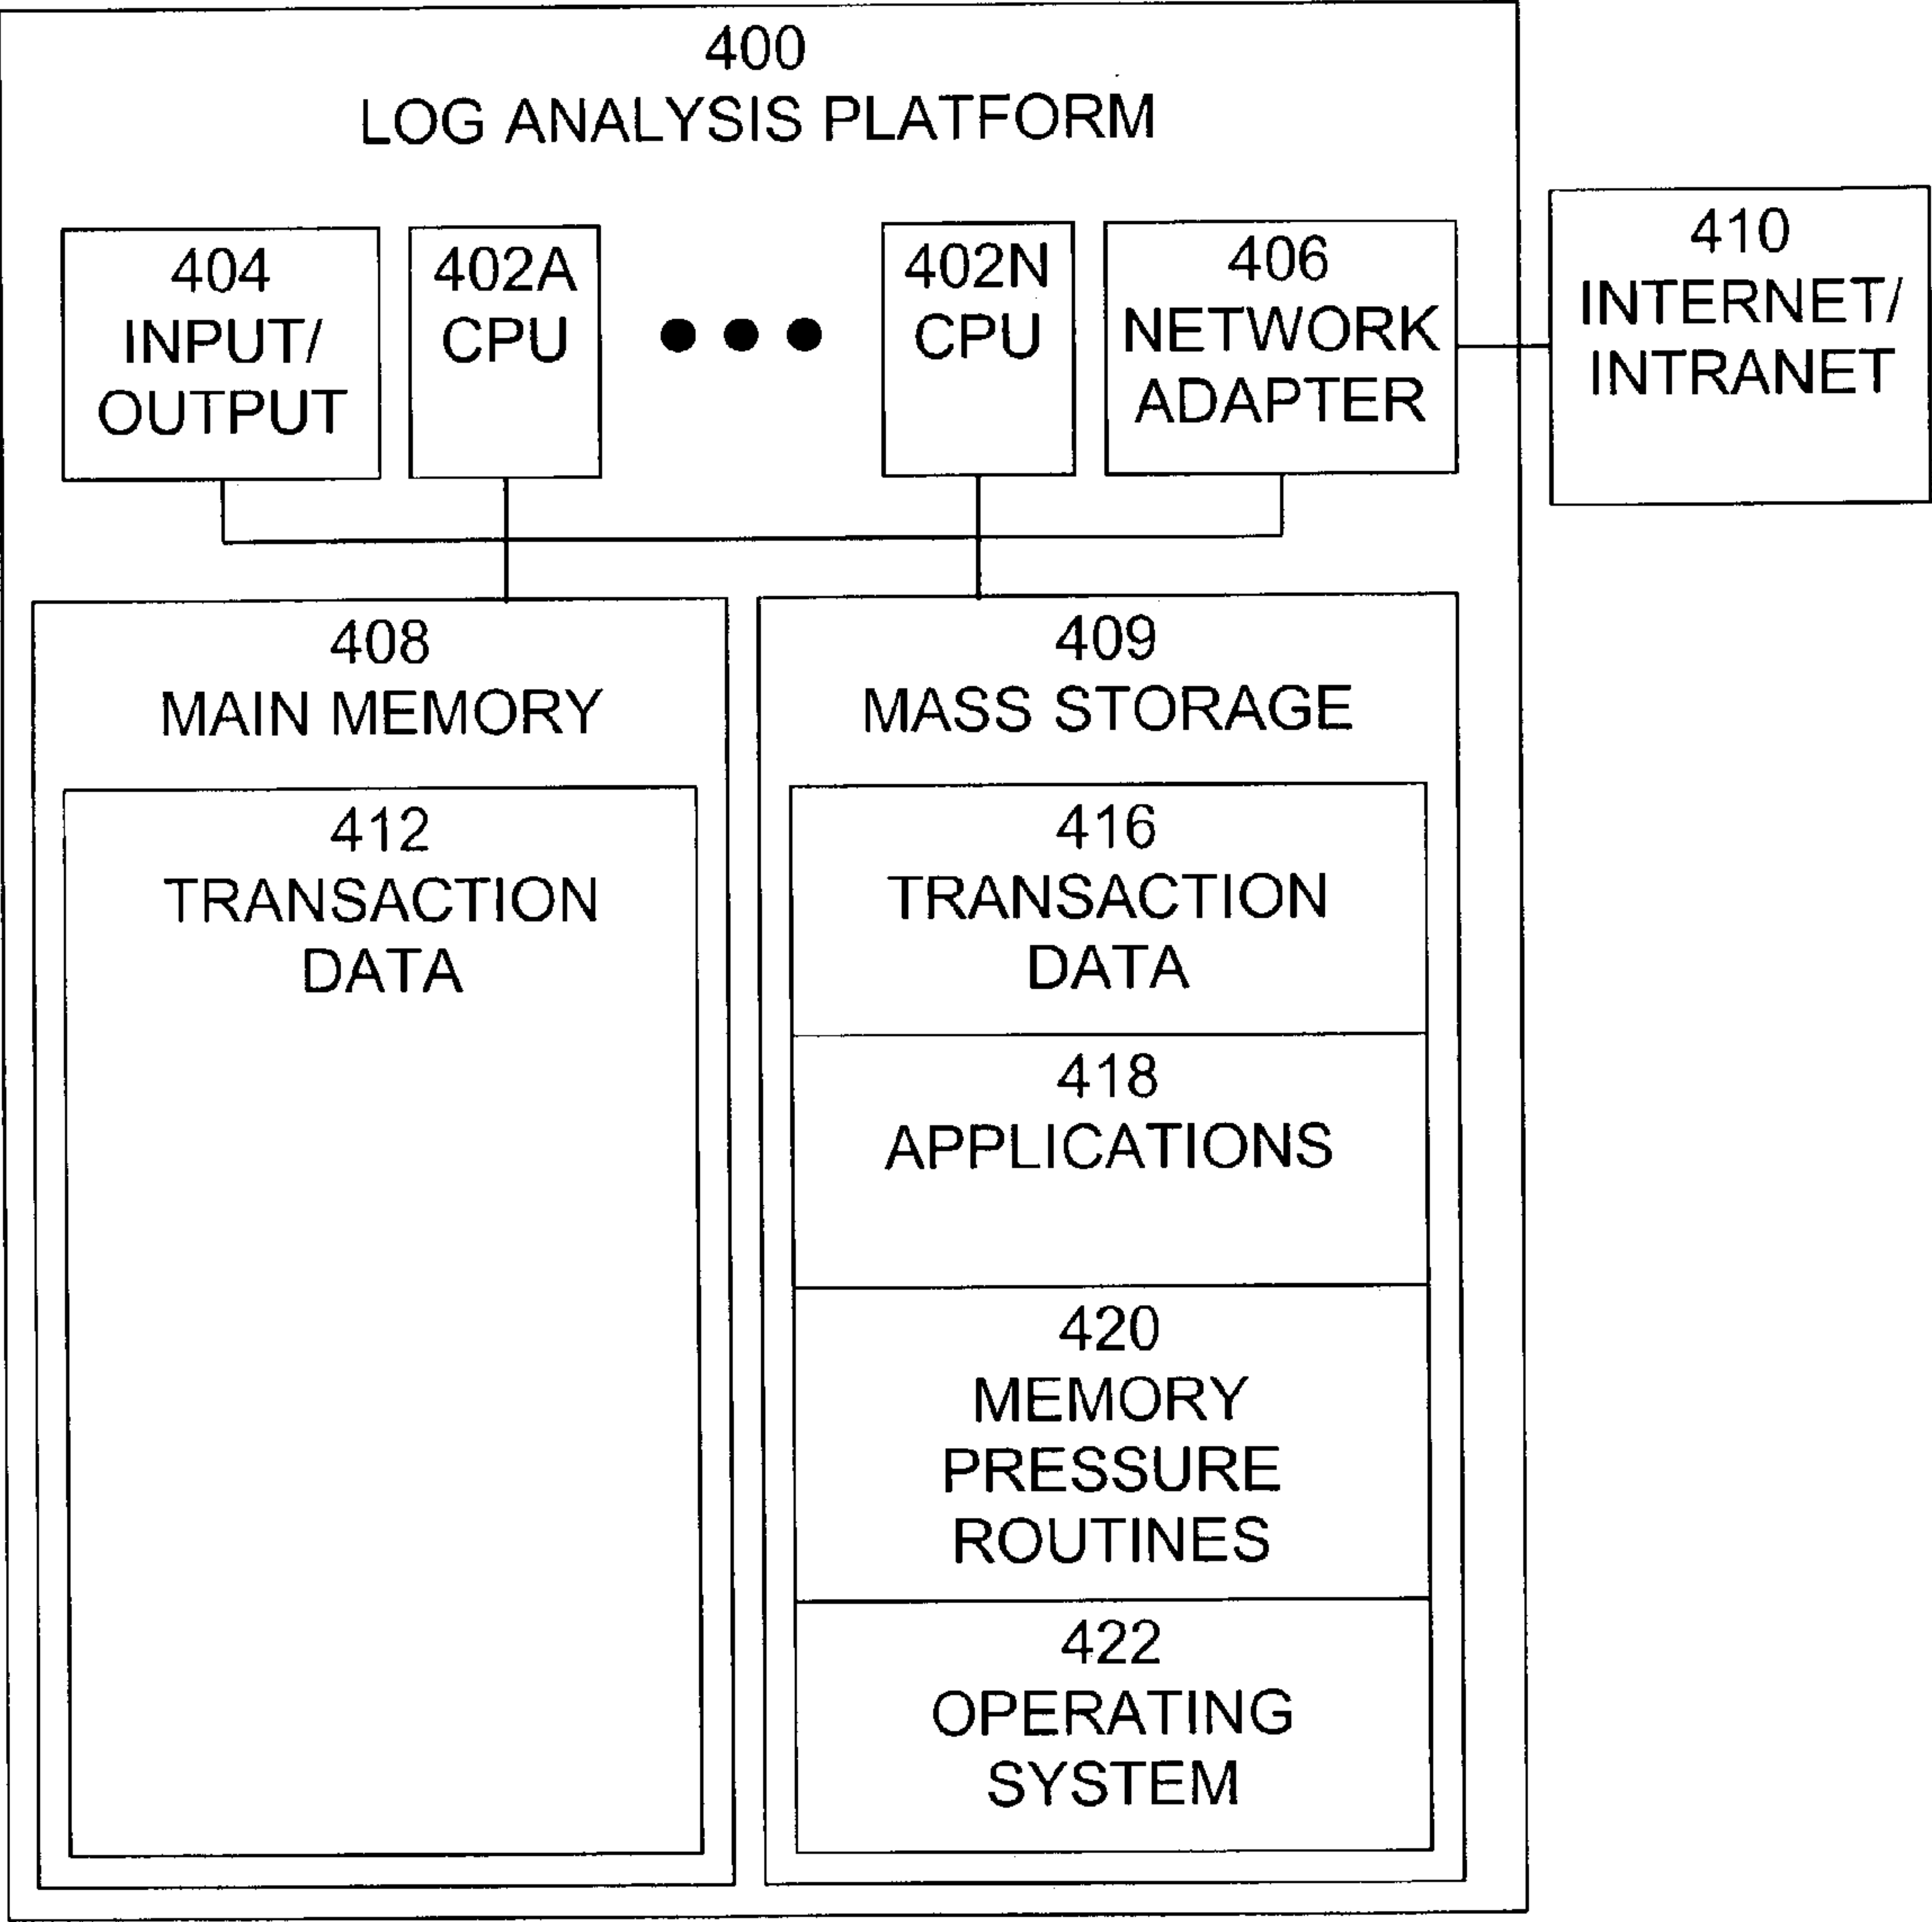 400
LOG ANALYSIS PLATFORM
404
INPUT/
OUTPUT
402A
CPU
402N
CPU
406
NETWORK
ADAPTER
410
INTERNET/
INTRANET
408
MAIN MEMORY
412
TRANSACTION
DATA
409
MASS STORAGE
416
TRANSACTION
DATA
418
APPLICATIONS
420
MEMORY
PRESSURE
ROUTINES
422
OPERATING
SYSTEM